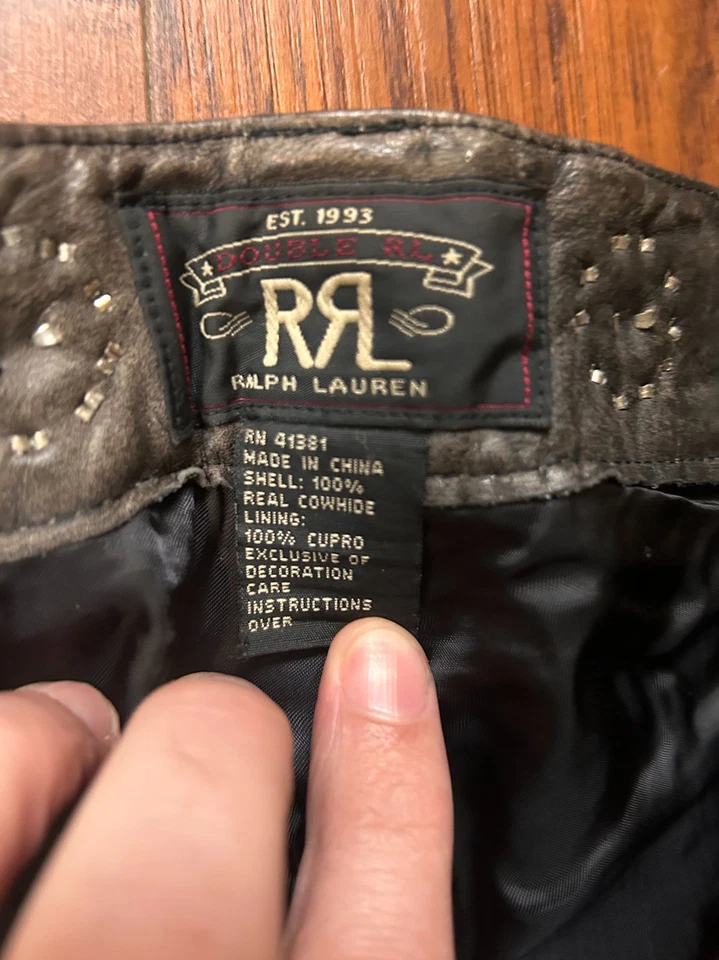 EST. 1993
DOUBLE RL
RRL
RALPH LAUREN
RN 41381
MADE IN CHINA
SHELL: 100%
REAL COWHIDE
LINING:
100% CUPRO
EXCLUSIVE OF
DECORATION
CARE
INSTRUCTIONS
OVER